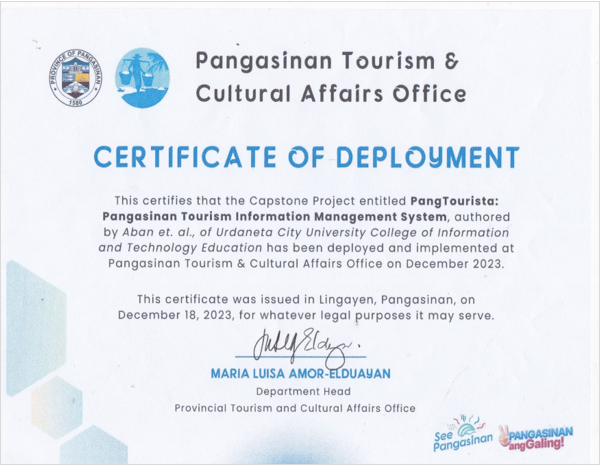 PROVINCE OF PANGASINAN
1580
Pangasinan Tourism &
Cultural Affairs Office
CERTIFICATE OF DEPLOYMENT
This certifies that the Capstone Project entitled PangTourista:
Pangasinan Tourism Information Management System, authored
by Aban et. al., of Urdaneta City University College of Information
and Technology Education has been deployed and implemented at
Pangasinan Tourism & Cultural Affairs Office on December 2023.
This certificate was issued in Lingayen, Pangasinan, on
December 18, 2023, for whatever legal purposes it may serve.
MARIA LUISA AMOR-ELDUAYAN
Department Head
Provincial Tourism and Cultural Affairs Office
See
Pangasinan
PANGASINAN
angGaling!